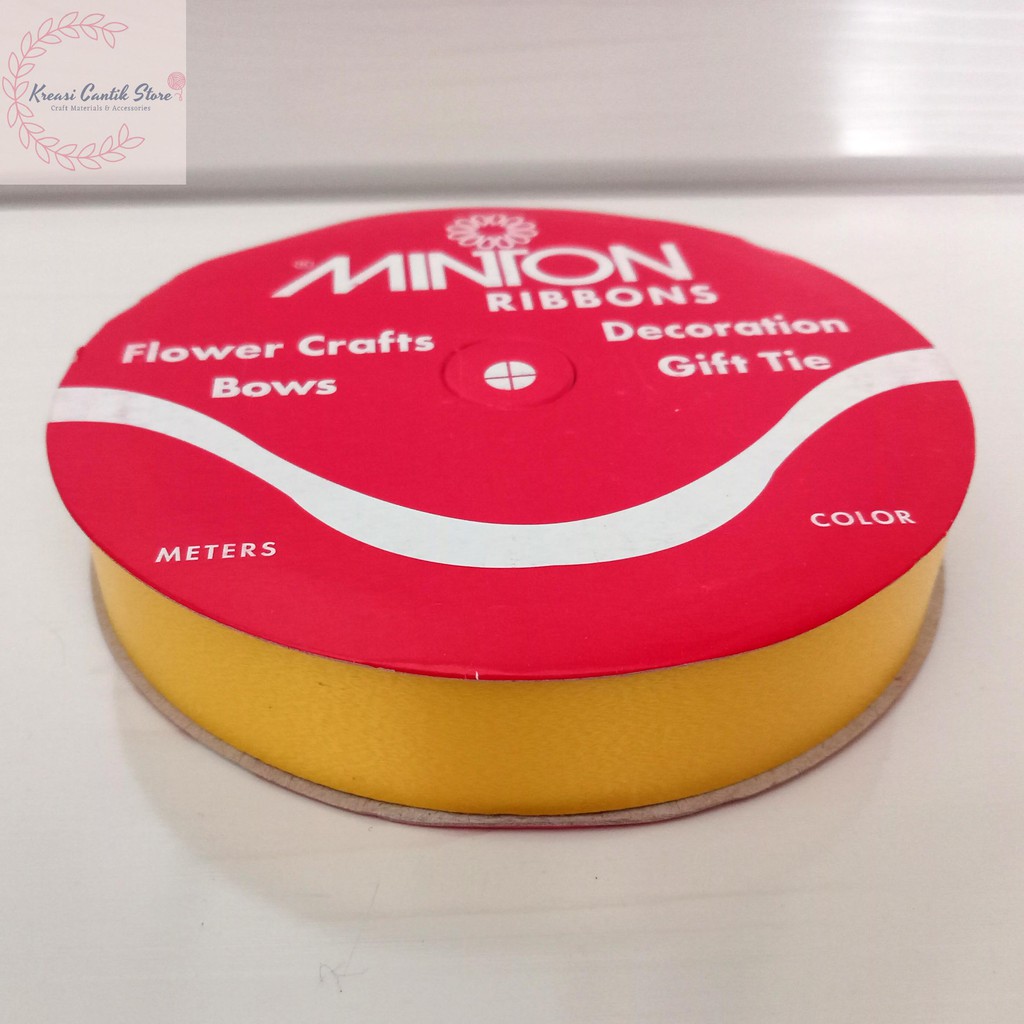 Kreasi Cantik Store
Craft Materials & Accessories
® MINTON
RIBBONS
Flower Crafts
Bows
Decoration
Gift Tie
METERS
COLOR